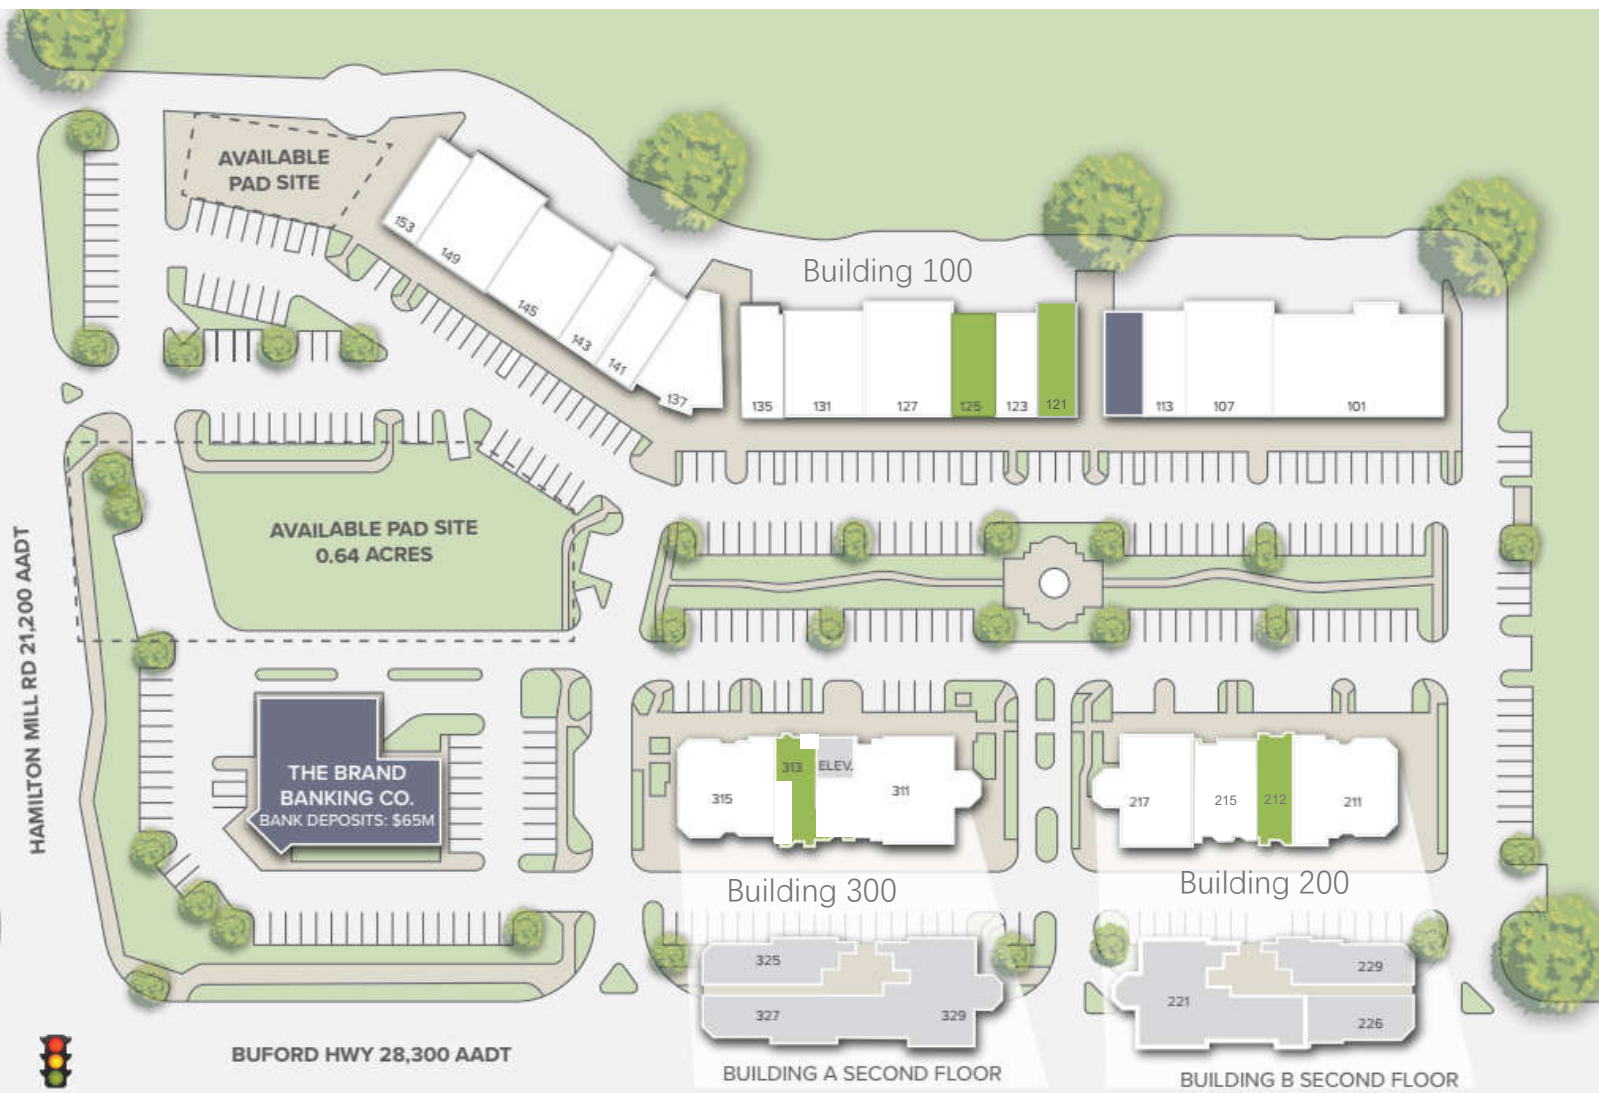 AVAILABLE
PAD SITE
153
149
145
143
141
137
Building 100
135
131
127
125
123
121
113
107
101
AVAILABLE PAD SITE
0.64 ACRES
HAMILTON MILL RD 21,200 AADT
THE BRAND
BANKING CO.
BANK DEPOSITS: $65M
315
313
ELEV.
311
217
215
212
211
Building 300
Building 200
325
327
329
221
229
226
BUFORD HWY 28,300 AADT
BUILDING A SECOND FLOOR
BUILDING B SECOND FLOOR